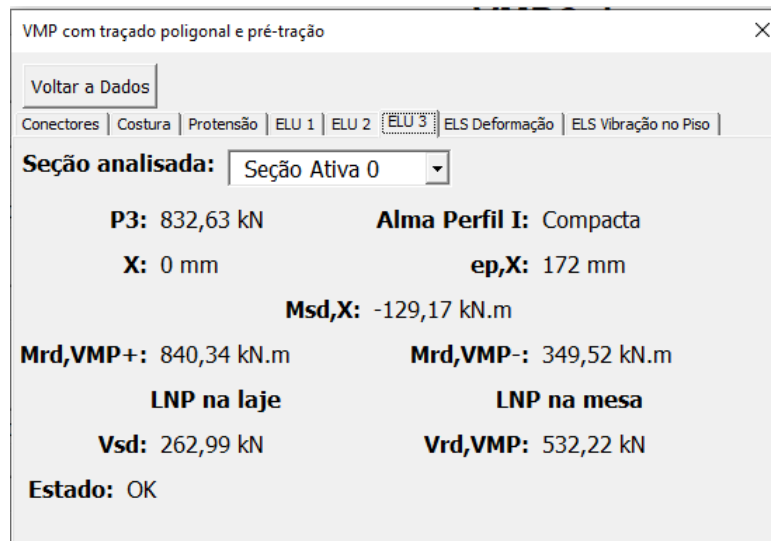 VMP com traçado poligonal e pré-tração
Voltar a Dados
Conectores Costura Protensão ELU 1 ELU 2 ELU 3 ELS Deformação ELS Vibração no Piso
Seção analisada: Seção Ativa 0
P3: 832,63 kN Alma Perfil I: Compacta
X: 0 mm ep,X: 172 mm
Msd,X: -129,17 kN.m
Mrd,VMP+: 840,34 kN.m Mrd,VMP-: 349,52 kN.m
LNP na laje LNP na mesa
Vsd: 262,99 kN Vrd,VMP: 532,22 kN
Estado: OK